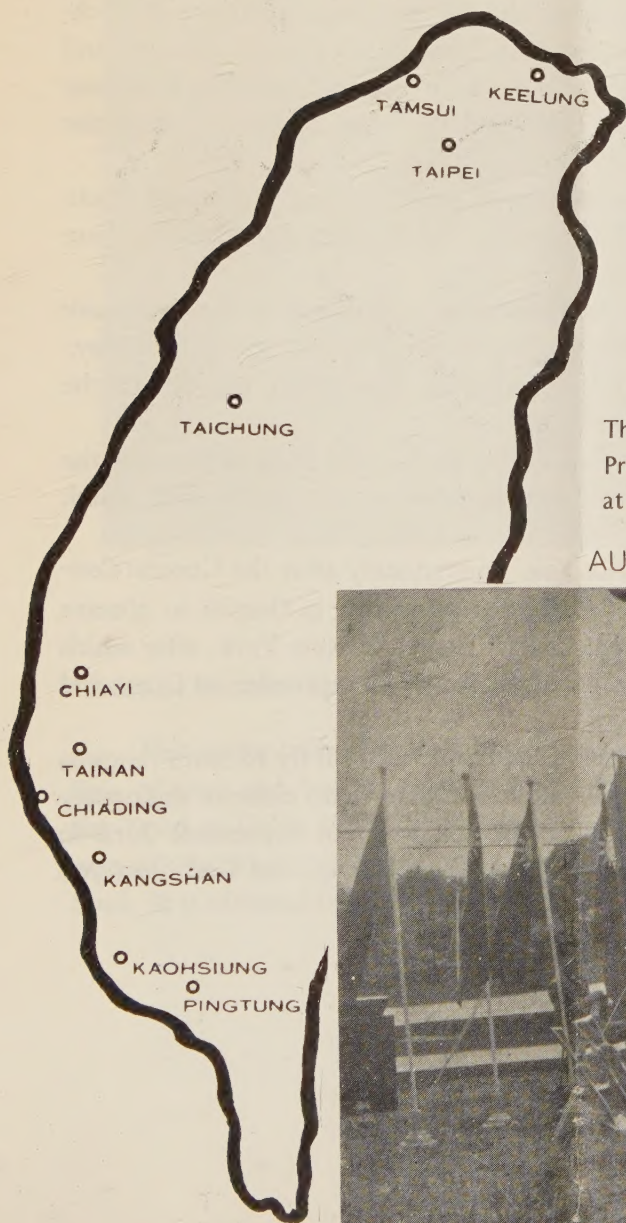 TAMSUI
KEELUNG
TAIPEI
TAICHUNG
Th
Pr
at
AU
CHIAYI
TAINAN
CHIADING
KANGSHAN
KAOHSIUNG
PINGTUNG